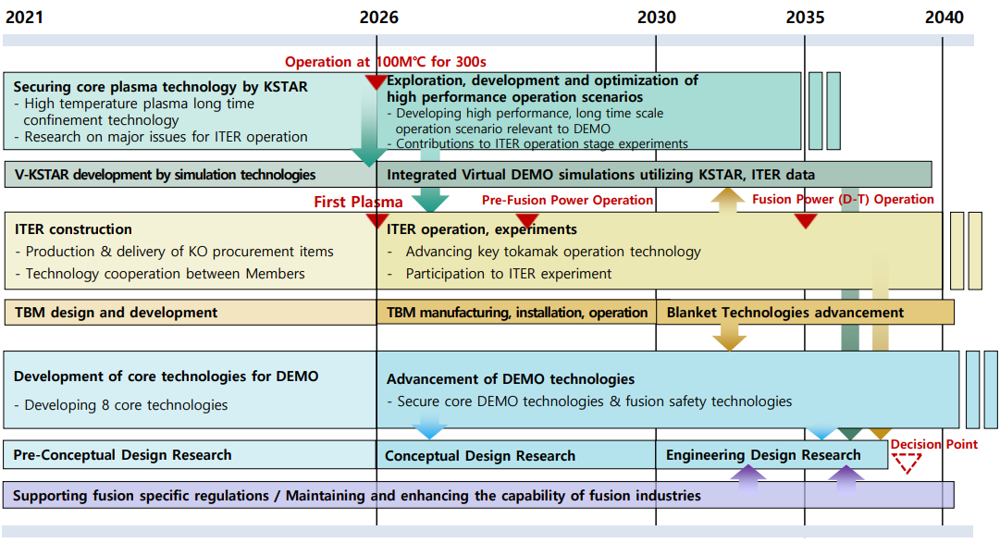 2021
2026
2030
2035
2040
Operation at 100M℃ for 300s
Securing core plasma technology by KSTAR
- High temperature plasma long time
confinement technology
- Research on major issues for ITER operation
Exploration, development and optimization of
high performance operation scenarios
- Developing high performance, long time scale
operation scenario relevant to DEMO
- Contributions to ITER operation stage experiments
V-KSTAR development by simulation technologies
Integrated Virtual DEMO simulations utilizing KSTAR, ITER data
First Plasma
Pre-Fusion Power Operation
Fusion Power (D-T) Operation
ITER construction
- Production & delivery of KO procurement items
- Technology cooperation between Members
ITER operation, experiments
- Advancing key tokamak operation technology
- Participation to ITER experiment
TBM design and development
TBM manufacturing, installation, operation
Blanket Technologies advancement
Development of core technologies for DEMO
- Developing 8 core technologies
Advancement of DEMO technologies
- Secure core DEMO technologies & fusion safety technologies
Pre-Conceptual Design Research
Conceptual Design Research
Engineering Design Research
Decision Point
Supporting fusion specific regulations / Maintaining and enhancing the capability of fusion industries